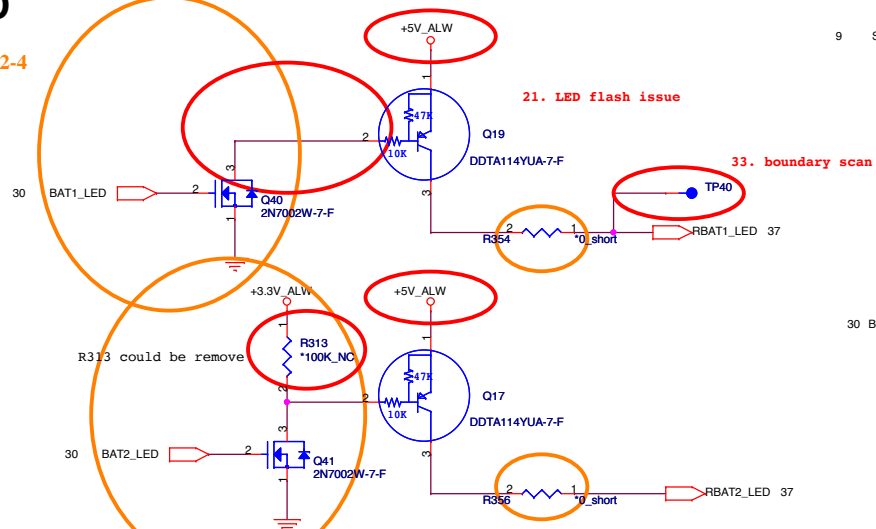 2-4
+5V_ALW
9
1
21. LED flash issue
47K
Q19
2
10K
DDTA114YUA-7-F
33. boundary scan
3
TP40
30 BAT1_LED
2
Q40
2N7002W-7-F
3
1
2
1
R354
*0_short
RBAT1_LED 37
+3.3V_ALW
+5V_ALW
1
1
30 B
R313
*100K_NC
R313 could be remove
47K
Q17
2
2
10K
DDTA114YUA-7-F
3
30 BAT2_LED
2
3
Q41
2N7002W-7-F
1
2
1
R356
*0_short
RBAT2_LED 37